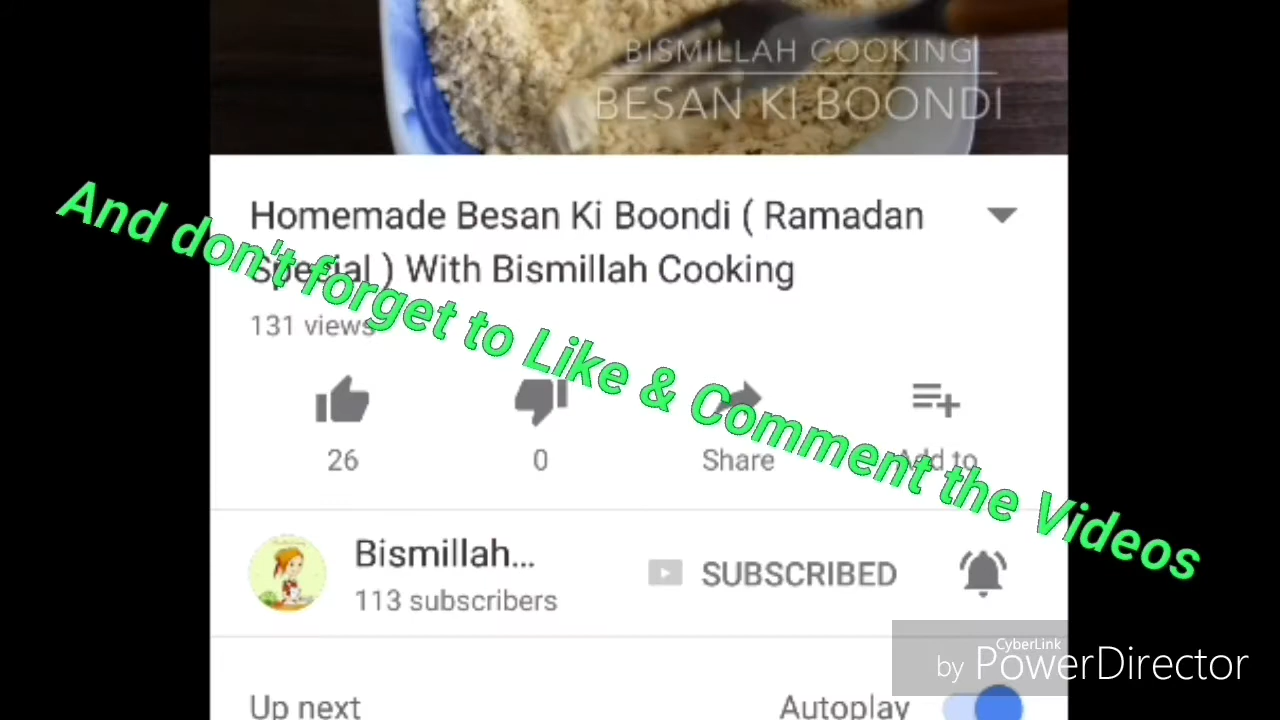 BISMILLAH COOKING
BESAN KI BOONDI
Homemade Besan Ki Boondi ( Ramadan
Special ) With Bismillah Cooking
131 views
And don't forget to Like & Comment the Videos
26
0
Share
Add to
Bismillah...
113 subscribers
SUBSCRIBED
CyberLink
by PowerDirector
Up next
Autoplay